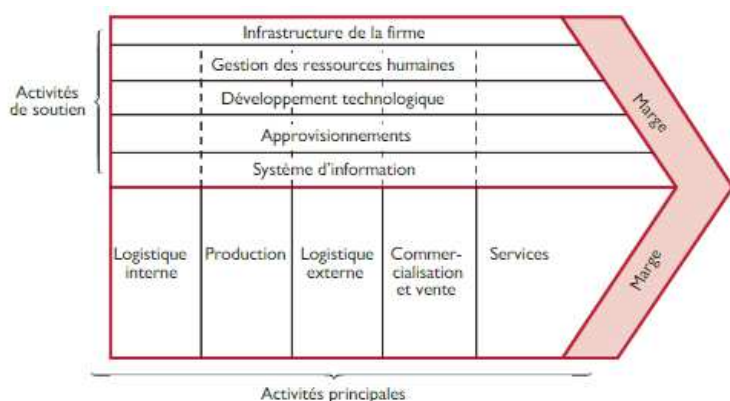 Infrastructure de la firme
Gestion des ressources humaines
Activités
de soutien
Développement technologique
Approvisionnements
Système d'information
Marge
Logistique
interne
Production
Logistique
externe
Commer-
cialisation
et vente
Services
Marge
Activités principales